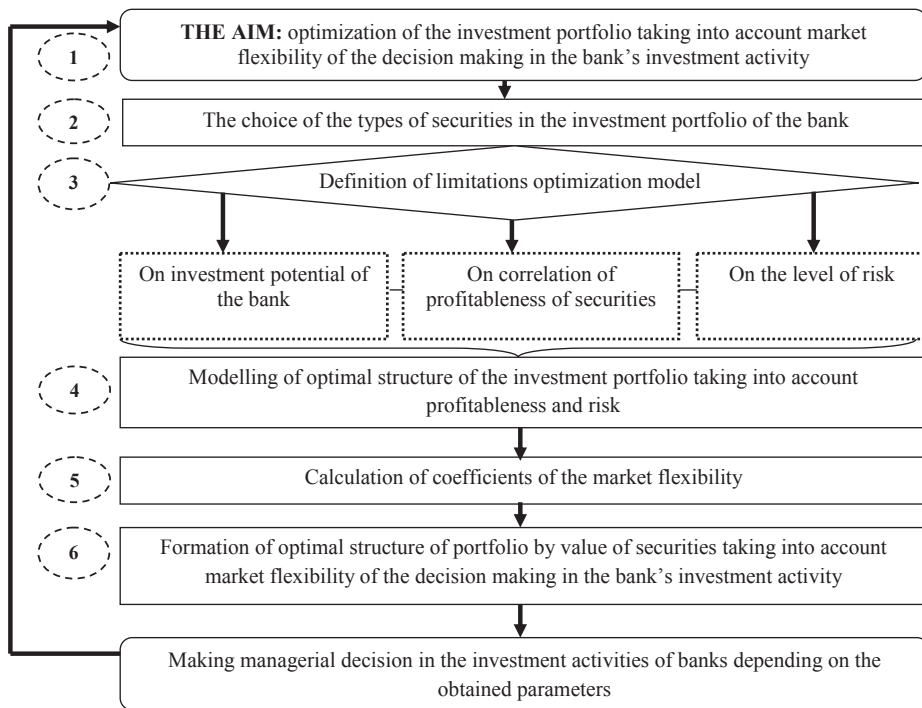 THE AIM: optimization of the investment portfolio taking into account market
flexibility of the decision making in the bank's investment activity
1
2
The choice of the types of securities in the investment portfolio of the bank
3
Definition of limitations optimization model
On investment potential of
the bank
On correlation of
profitableness of securities
On the level of risk
4
Modelling of optimal structure of the investment portfolio taking into account
profitableness and risk
5
Calculation of coefficients of the market flexibility
6
Formation of optimal structure of portfolio by value of securities taking into account
market flexibility of the decision making in the bank's investment activity
Making managerial decision in the investment activities of banks depending on the
obtained parameters